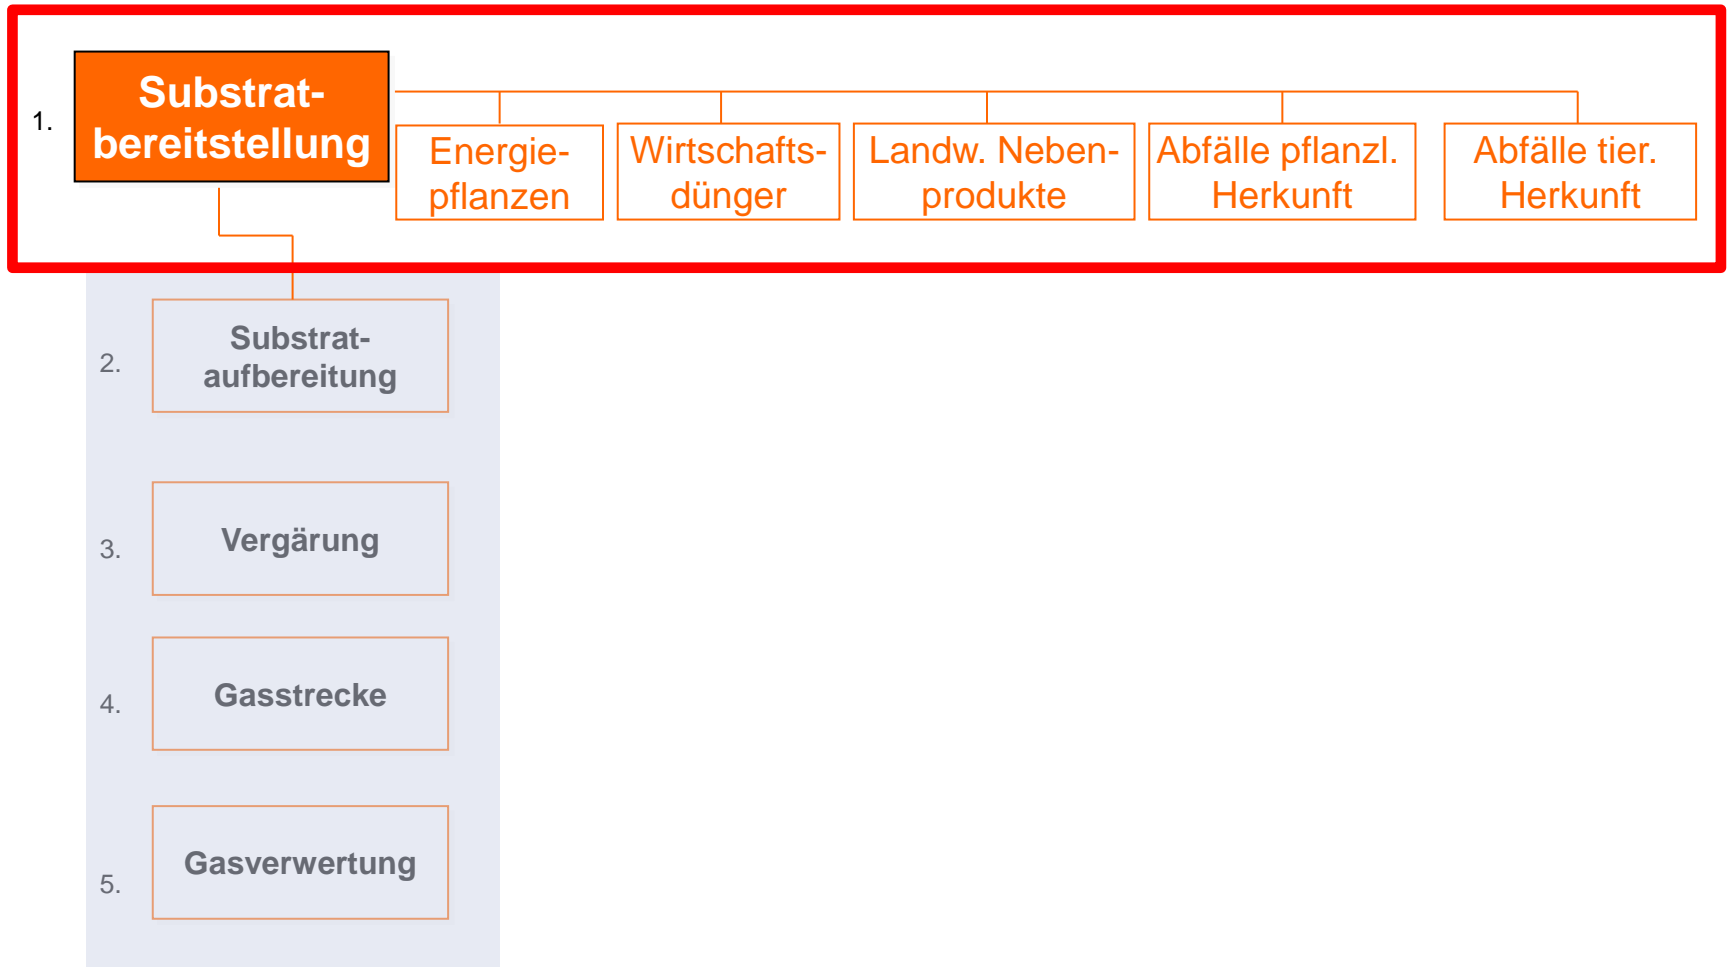 1.
Substrat-
bereitstellung
Energie-
pflanzen
Wirtschafts-
dünger
Landw. Neben-
produkte
Abfälle pflanzl.
Herkunft
Abfälle tier.
Herkunft
2.
Substrat-
aufbereitung
3.
Vergärung
4.
Gasstrecke
5.
Gasverwertung